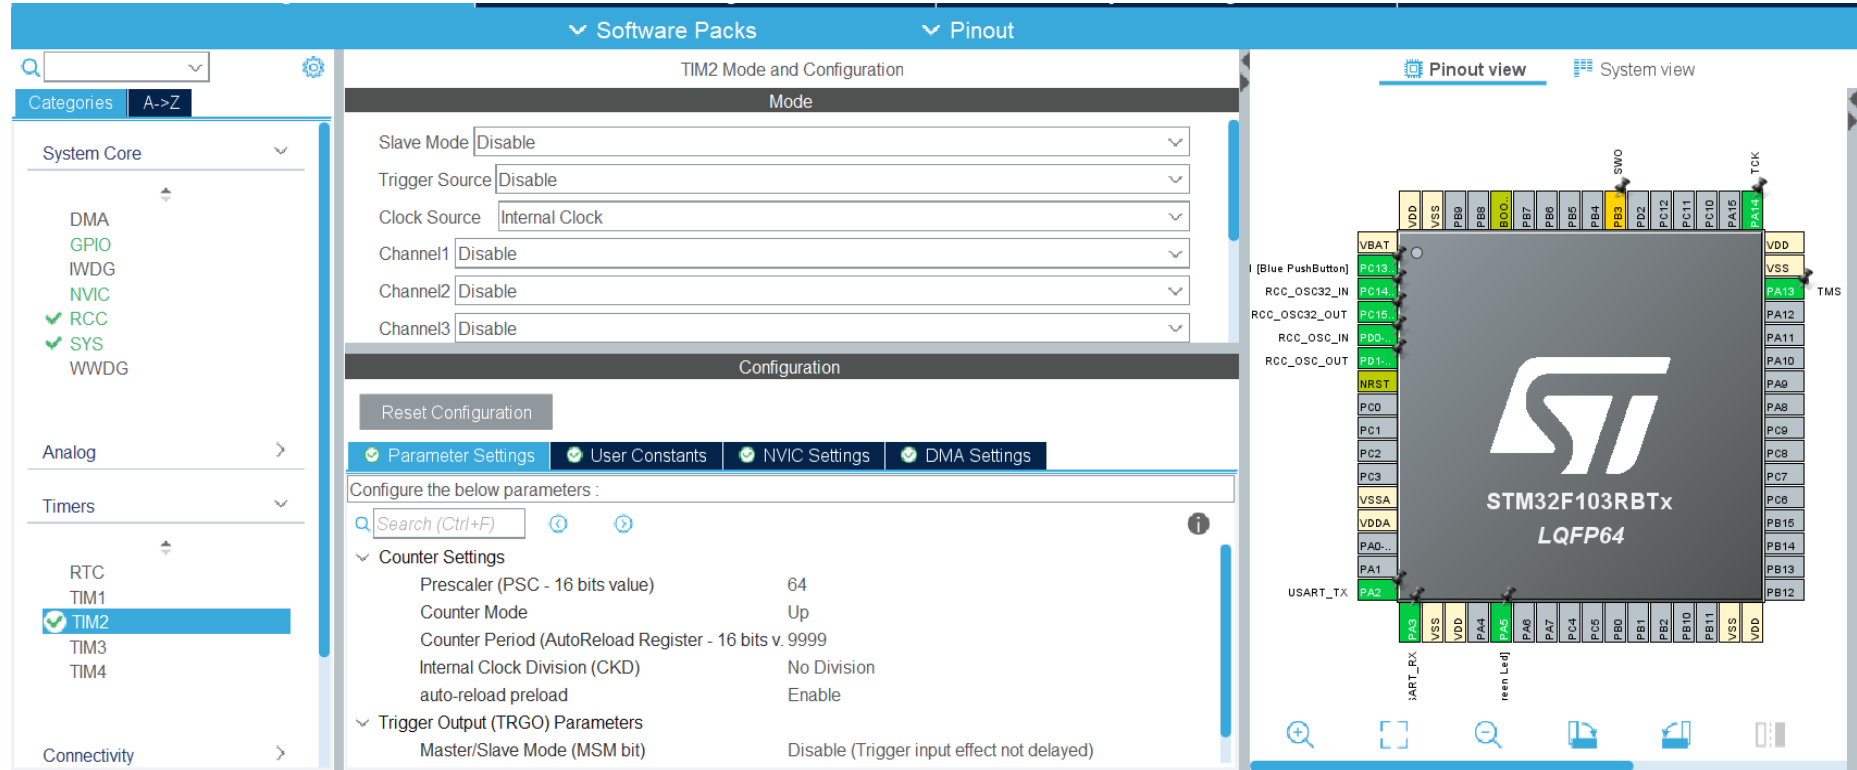 Software Packs
Pinout
Categories
A->Z
System Core
DMA
GPIO
IWDG
NVIC
RCC
SYS
WWDG
Analog
Timers
RTC
TIM1
TIM2
TIM3
TIM4
Connectivity
TIM2 Mode and Configuration
Mode
Slave Mode Disable
Trigger Source Disable
Clock Source Internal Clock
Channel1 Disable
Channel2 Disable
Channel3 Disable
Configuration
Reset Configuration
Parameter Settings
User Constants
NVIC Settings
DMA Settings
Configure the below parameters :
Search (Ctrl+F)
Counter Settings
Prescaler (PSC - 16 bits value) 64
Counter Mode Up
Counter Period (AutoReload Register - 16 bits v. 9999
Internal Clock Division (CKD) No Division
auto-reload preload Enable
Trigger Output (TRGO) Parameters
Master/Slave Mode (MSM bit) Disable (Trigger input effect not delayed)
Pinout view
System view
SWO
TCK
VDD
VSS
PB9
PB8
BOO..
PB7
PB6
PB5
PB4
PB3
PD2
PC12
PC11
PC10
PA15
PA14
VBAT
[Blue PushButton] PC13..
RCC_OSC32_IN PC14..
RCC_OSC32_OUT PC15..
RCC_OSC_IN PD0-..
RCC_OSC_OUT PD1-..
NRST
PC0
PC1
PC2
PC3
VSSA
VDDA
PA0-..
PA1
USART_TX PA2
STM32F103RBTx
LQFP64
VDD
VSS
PA13 TMS
PA12
PA11
PA10
PA9
PA8
PC9
PC8
PC7
PC6
PB15
PB14
PB13
PB12
PA3
VSS
VDD
PA4
PA5
PA6
PA7
PC4
PC5
PB0
PB1
PB2
PB10
PB11
VSS
VDD
SART_RX
reen Led]